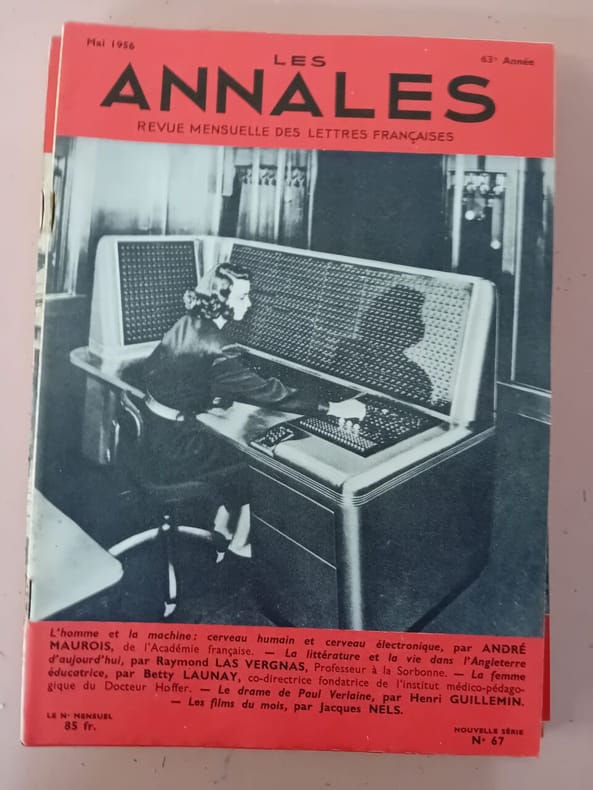 Mai 1956
63e Année
LES
ANNALES
REVUE MENSUELLE DES LETTRES FRANÇAISES
L'homme et la machine : cerveau humain et cerveau électronique, par ANDRÉ
MAUROIS, de l'Académie française. — La littérature et la vie dans l'Angleterre
d'aujourd'hui, par Raymond LAS VERGNAS, Professeur à la Sorbonne. — La femme
éducatrice, par Betty LAUNAY, co-directrice fondatrice de l'institut médico-pédago-
gique du Docteur Hoffer. — Le drame de Paul Verlaine, par Henri GUILLEMIN.
— Les films du mois, par Jacques NELS.
LE No MENSUEL
85 fr.
NOUVELLE SÉRIE
No 67